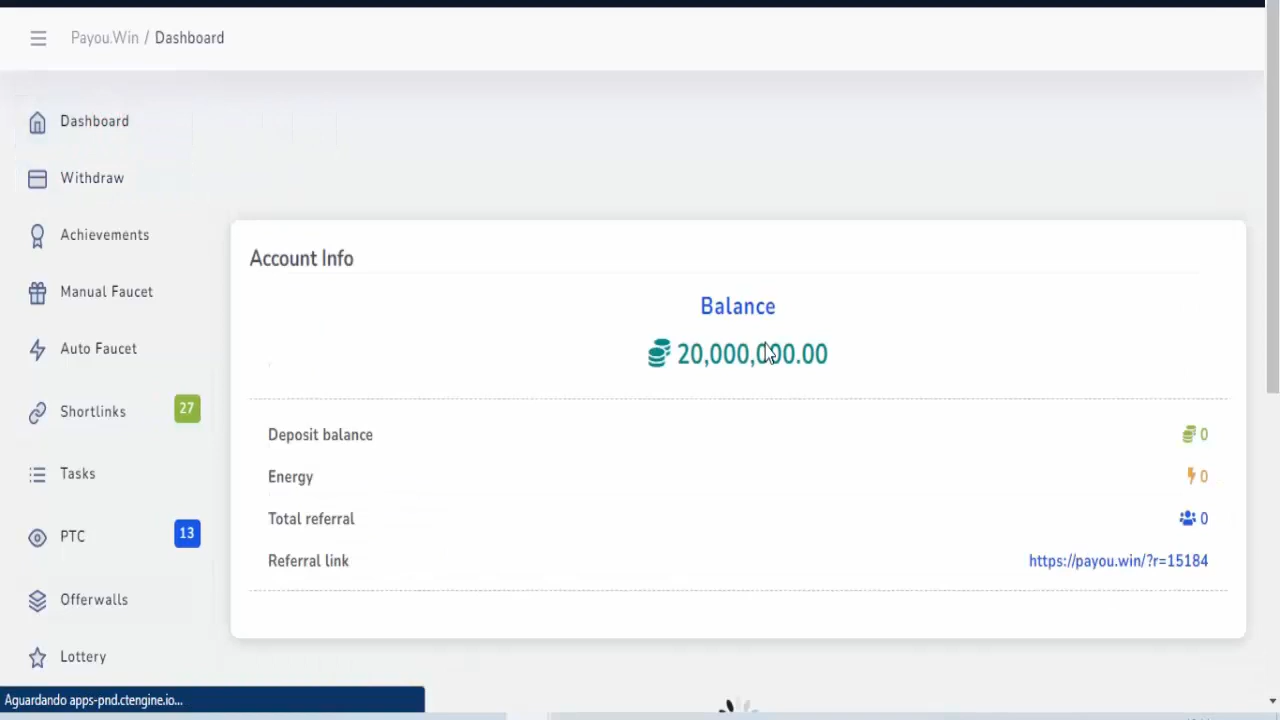 Payou.Win / Dashboard
Dashboard
Withdraw
Achievements
Manual Faucet
Auto Faucet
Shortlinks 27
Tasks
PTC 13
Offerwalls
Lottery
Account Info
Balance
20,000,000.00
Deposit balance 0
Energy 0
Total referral 0
Referral link https://payou.win/?r=15184
Aguardando apps-pnd.ctengine.io...